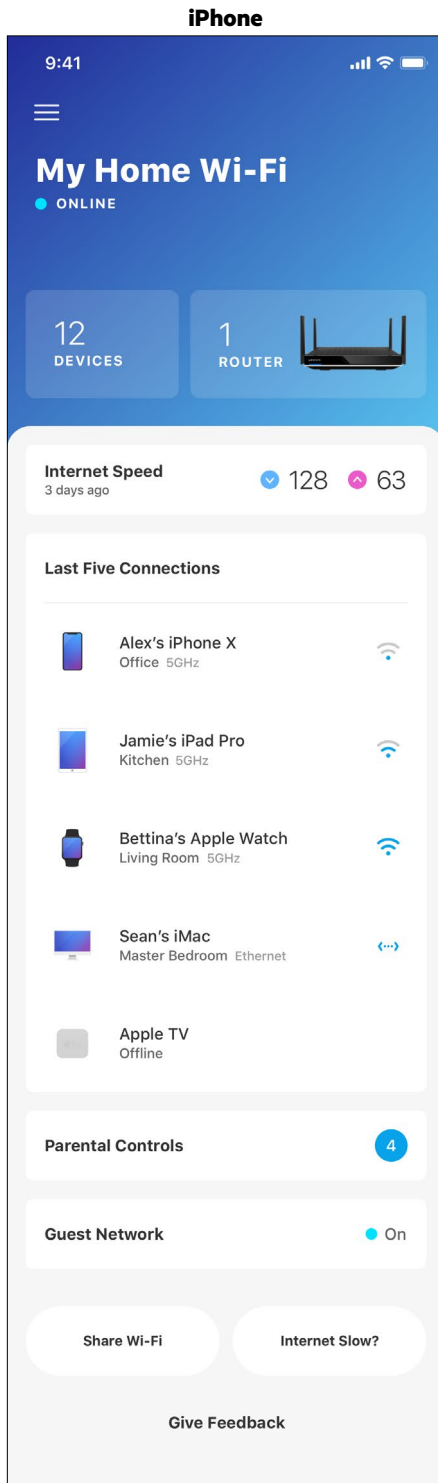 iPhone
9:41
My Home Wi-Fi
ONLINE
12
DEVICES
1
ROUTER
Internet Speed
3 days ago
128
63
Last Five Connections
Alex’s iPhone X
Office 5GHz
Jamie’s iPad Pro
Kitchen 5GHz
Bettina’s Apple Watch
Living Room 5GHz
Sean’s iMac
Master Bedroom Ethernet
Apple TV
Offline
Parental Controls
4
Guest Network
On
Share Wi-Fi
Internet Slow?
Give Feedback